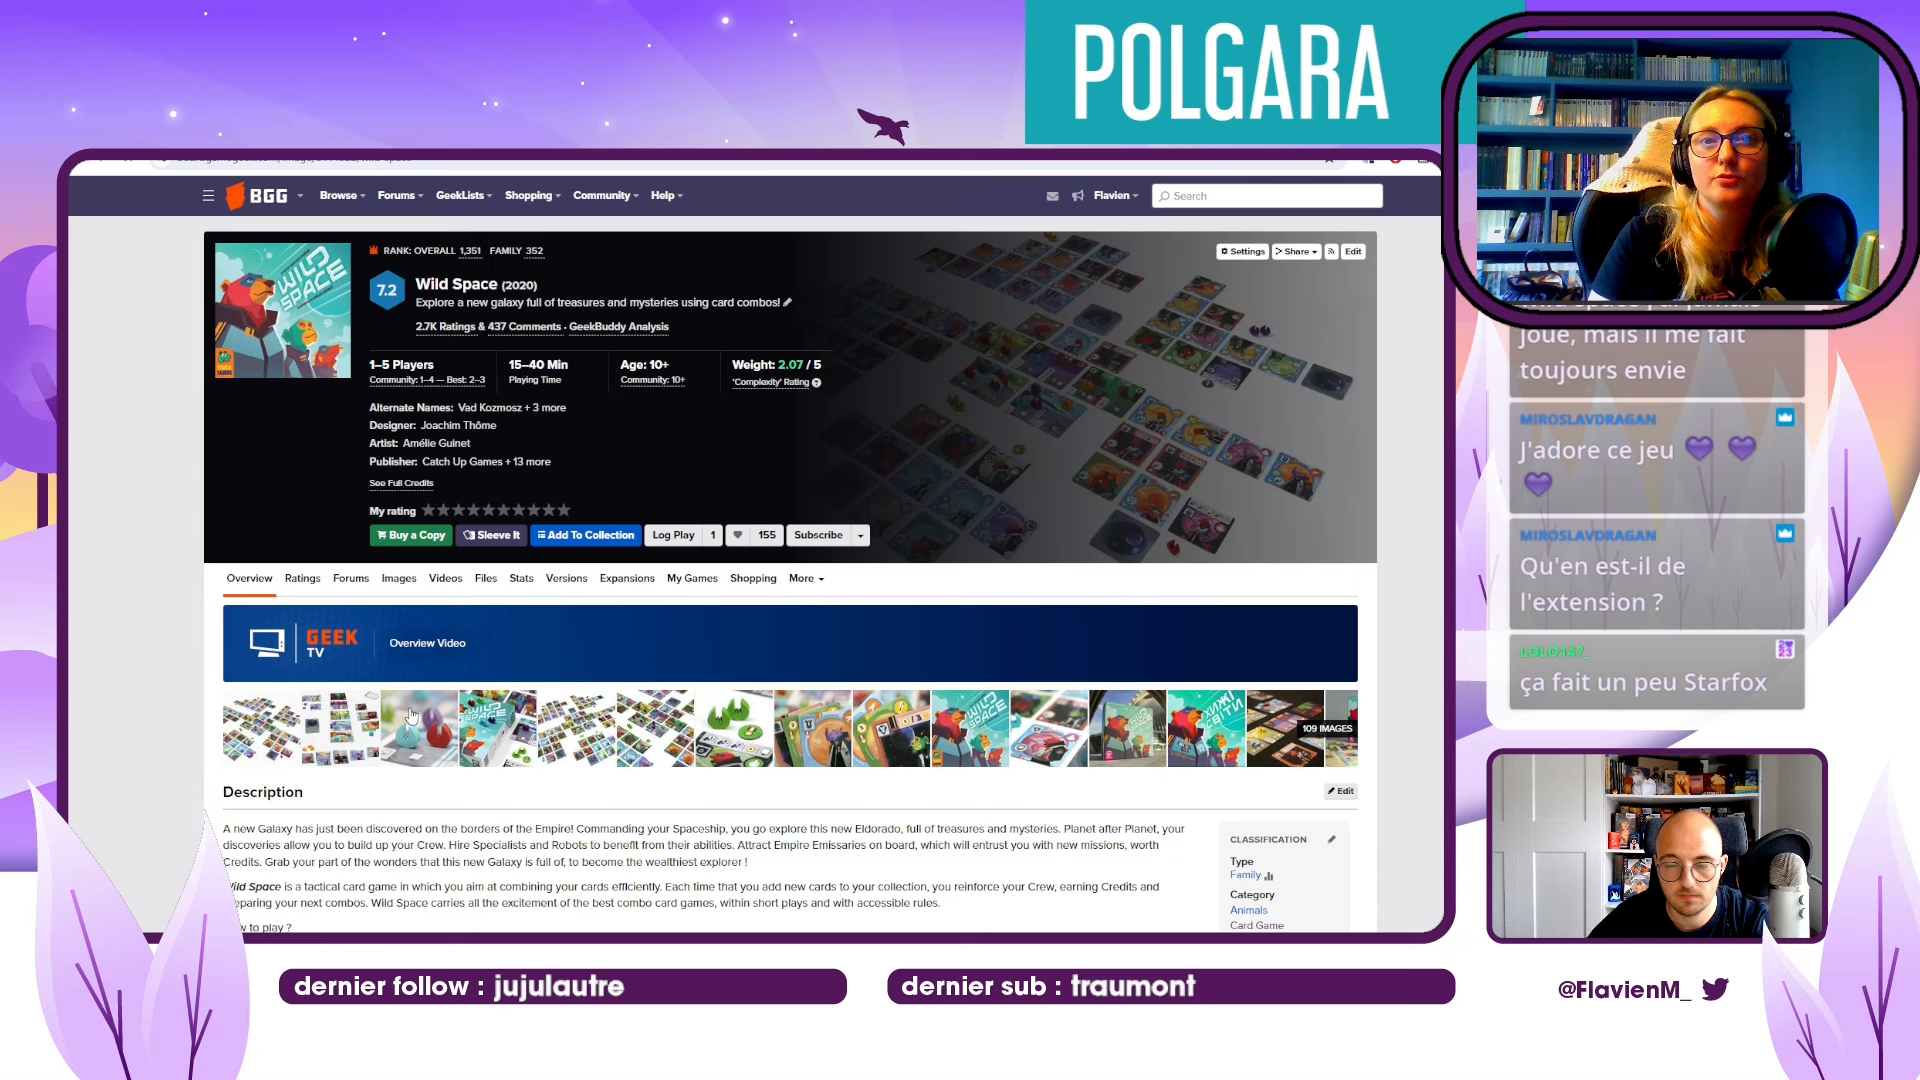 POLGARA
BGG
Browse
Forums
GeekLists
Shopping
Community
Help
Flavien
Search
WILD SPACE
RANK: OVERALL 1,351 FAMILY 352
Settings
Share
Edit
7.2
Wild Space (2020)
Explore a new galaxy full of treasures and mysteries using card combos!
2.7K Ratings & 437 Comments · GeekBuddy Analysis
1–5 Players
Community: 1–4 — Best: 2–3
15–40 Min
Playing Time
Age: 10+
Community: 10+
Weight: 2.07 / 5
'Complexity' Rating
Alternate Names: Vad Kozmosz + 3 more
Designer: Joachim Thôme
Artist: Amélie Guinet
Publisher: Catch Up Games + 13 more
See Full Credits
My rating
Buy a Copy
Sleeve It
Add To Collection
Log Play 1
155
Subscribe
Overview
Ratings
Forums
Images
Videos
Files
Stats
Versions
Expansions
My Games
Shopping
More
GEEK TV
Overview Video
WILD SPACE
WILD SPACE
109 IMAGES
Description
Edit
A new Galaxy has just been discovered on the borders of the Empire! Commanding your Spaceship, you go explore this new Eldorado, full of treasures and mysteries. Planet after Planet, your
discoveries allow you to build up your Crew. Hire Specialists and Robots to benefit from their abilities. Attract Empire Emissaries on board, which will entrust you with new missions, worth
Credits. Grab your part of the wonders that this new Galaxy is full of, to become the wealthiest explorer !
ild Space is a tactical card game in which you aim at combining your cards efficiently. Each time that you add new cards to your collection, you reinforce your Crew, earning Credits and
eparing your next combos. Wild Space carries all the excitement of the best combo card games, within short plays and with accessible rules.
w to play ?
CLASSIFICATION
Type
Family
Category
Animals
Card Game
joué, mais il me fait
toujours envie
MIROSLAVDRAGAN
J'adore ce jeu
MIROSLAVDRAGAN
Qu'en est-il de
l'extension ?
LOLO147_
ça fait un peu Starfox
dernier follow : jujulautre
dernier sub : traumont
@FlavienM_